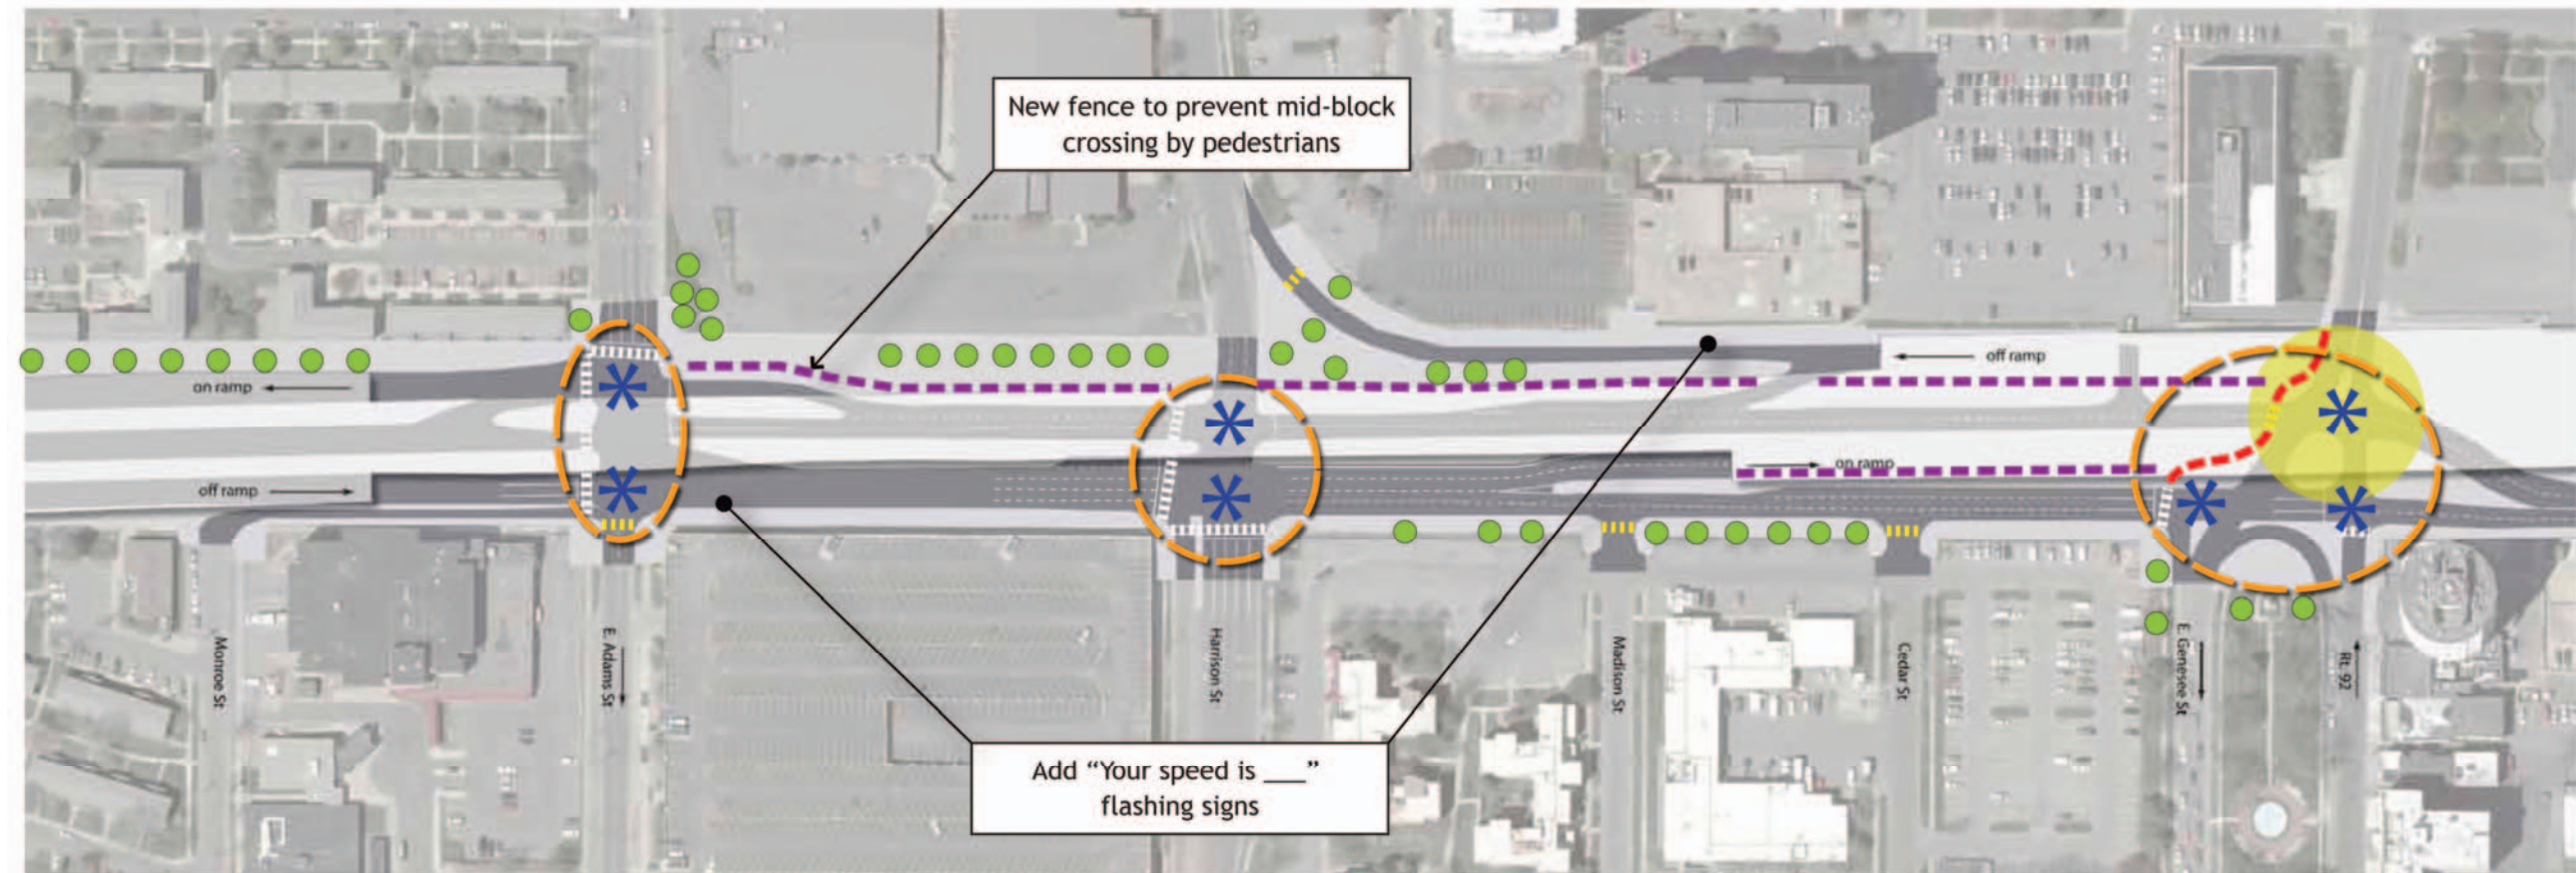 New fence to prevent mid-block
crossing by pedestrians
off ramp
on ramp
on ramp
off ramp
Monroe St
E. Adams St
Harrison St
Madison St
Cedar St
E. Genesee St
Rt. 92
Add “Your speed is ___”
flashing signs